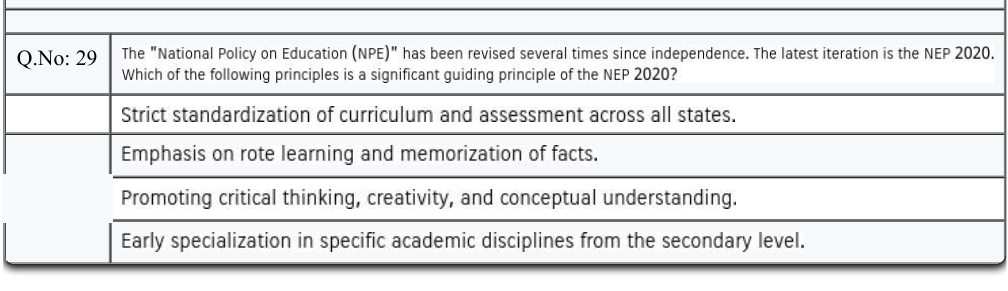 Q.No: 29
The "National Policy on Education (NPE)" has been revised several times since independence. The latest iteration is the NEP 2020.
Which of the following principles is a significant guiding principle of the NEP 2020?
Strict standardization of curriculum and assessment across all states.
Emphasis on rote learning and memorization of facts.
Promoting critical thinking, creativity, and conceptual understanding.
Early specialization in specific academic disciplines from the secondary level.